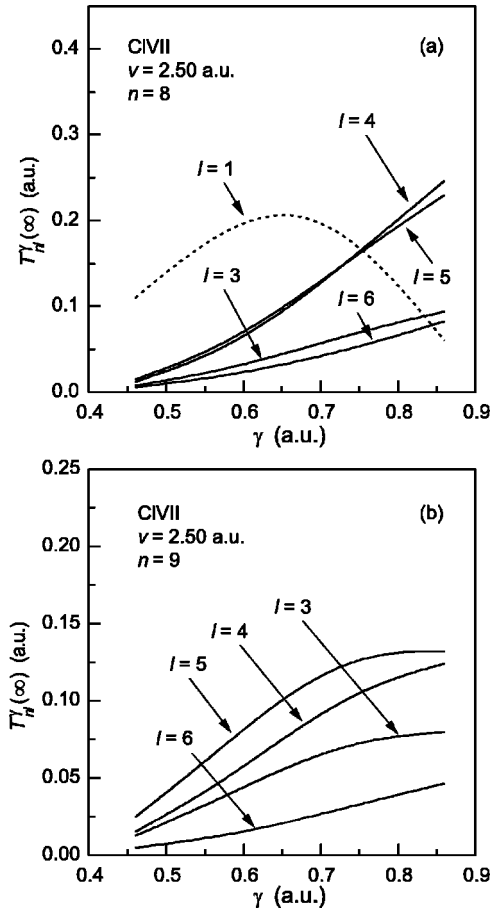 0.4
CIVII
(a)
v = 2.50 a.u.
n = 8
0.3
l = 4
l = 1
0.2
l = 3
l = 5
l = 6
0.1
0.0
0.4 0.5 0.6 0.7 0.8 0.9
γ (a.u.)
T^γ_nl(∞) (a.u.)
0.25
CIVII
(b)
v = 2.50 a.u.
0.20
n = 9
l = 3
0.15
l = 4
l = 5
0.10
l = 6
0.05
0.00
0.4 0.5 0.6 0.7 0.8 0.9
γ (a.u.)
T^γ_nl(∞) (a.u.)